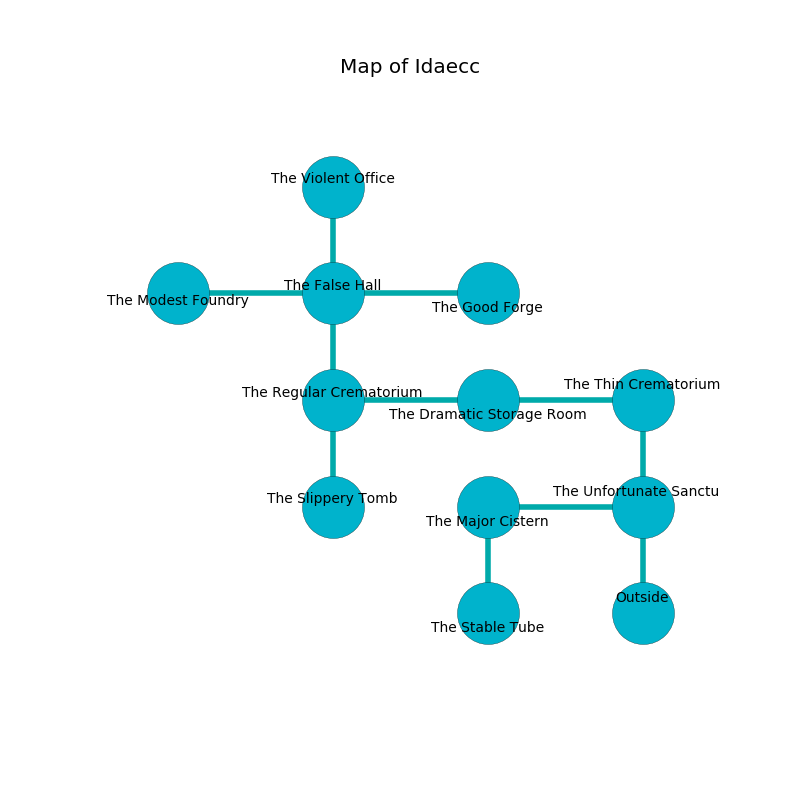 Map of Idaecc
The Violent Office
The False Hall
The Modest Foundry
The Good Forge
The Thin Crematorium
The Regular Crematorium
The Dramatic Storage Room
The Unfortunate Sanctu
The Slippery Tomb
The Major Cistern
Outside
The Stable Tube